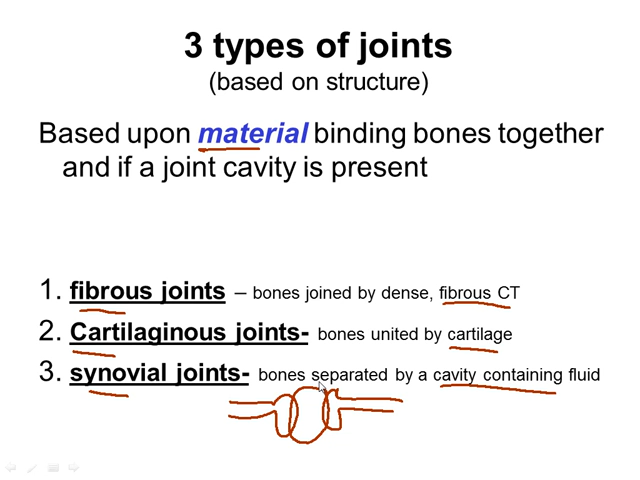 3 types of joints
(based on structure)
Based upon material binding bones together
and if a joint cavity is present
1. fibrous joints – bones joined by dense, fibrous CT
2. Cartilaginous joints- bones united by cartilage
3. synovial joints- bones separated by a cavity containing fluid